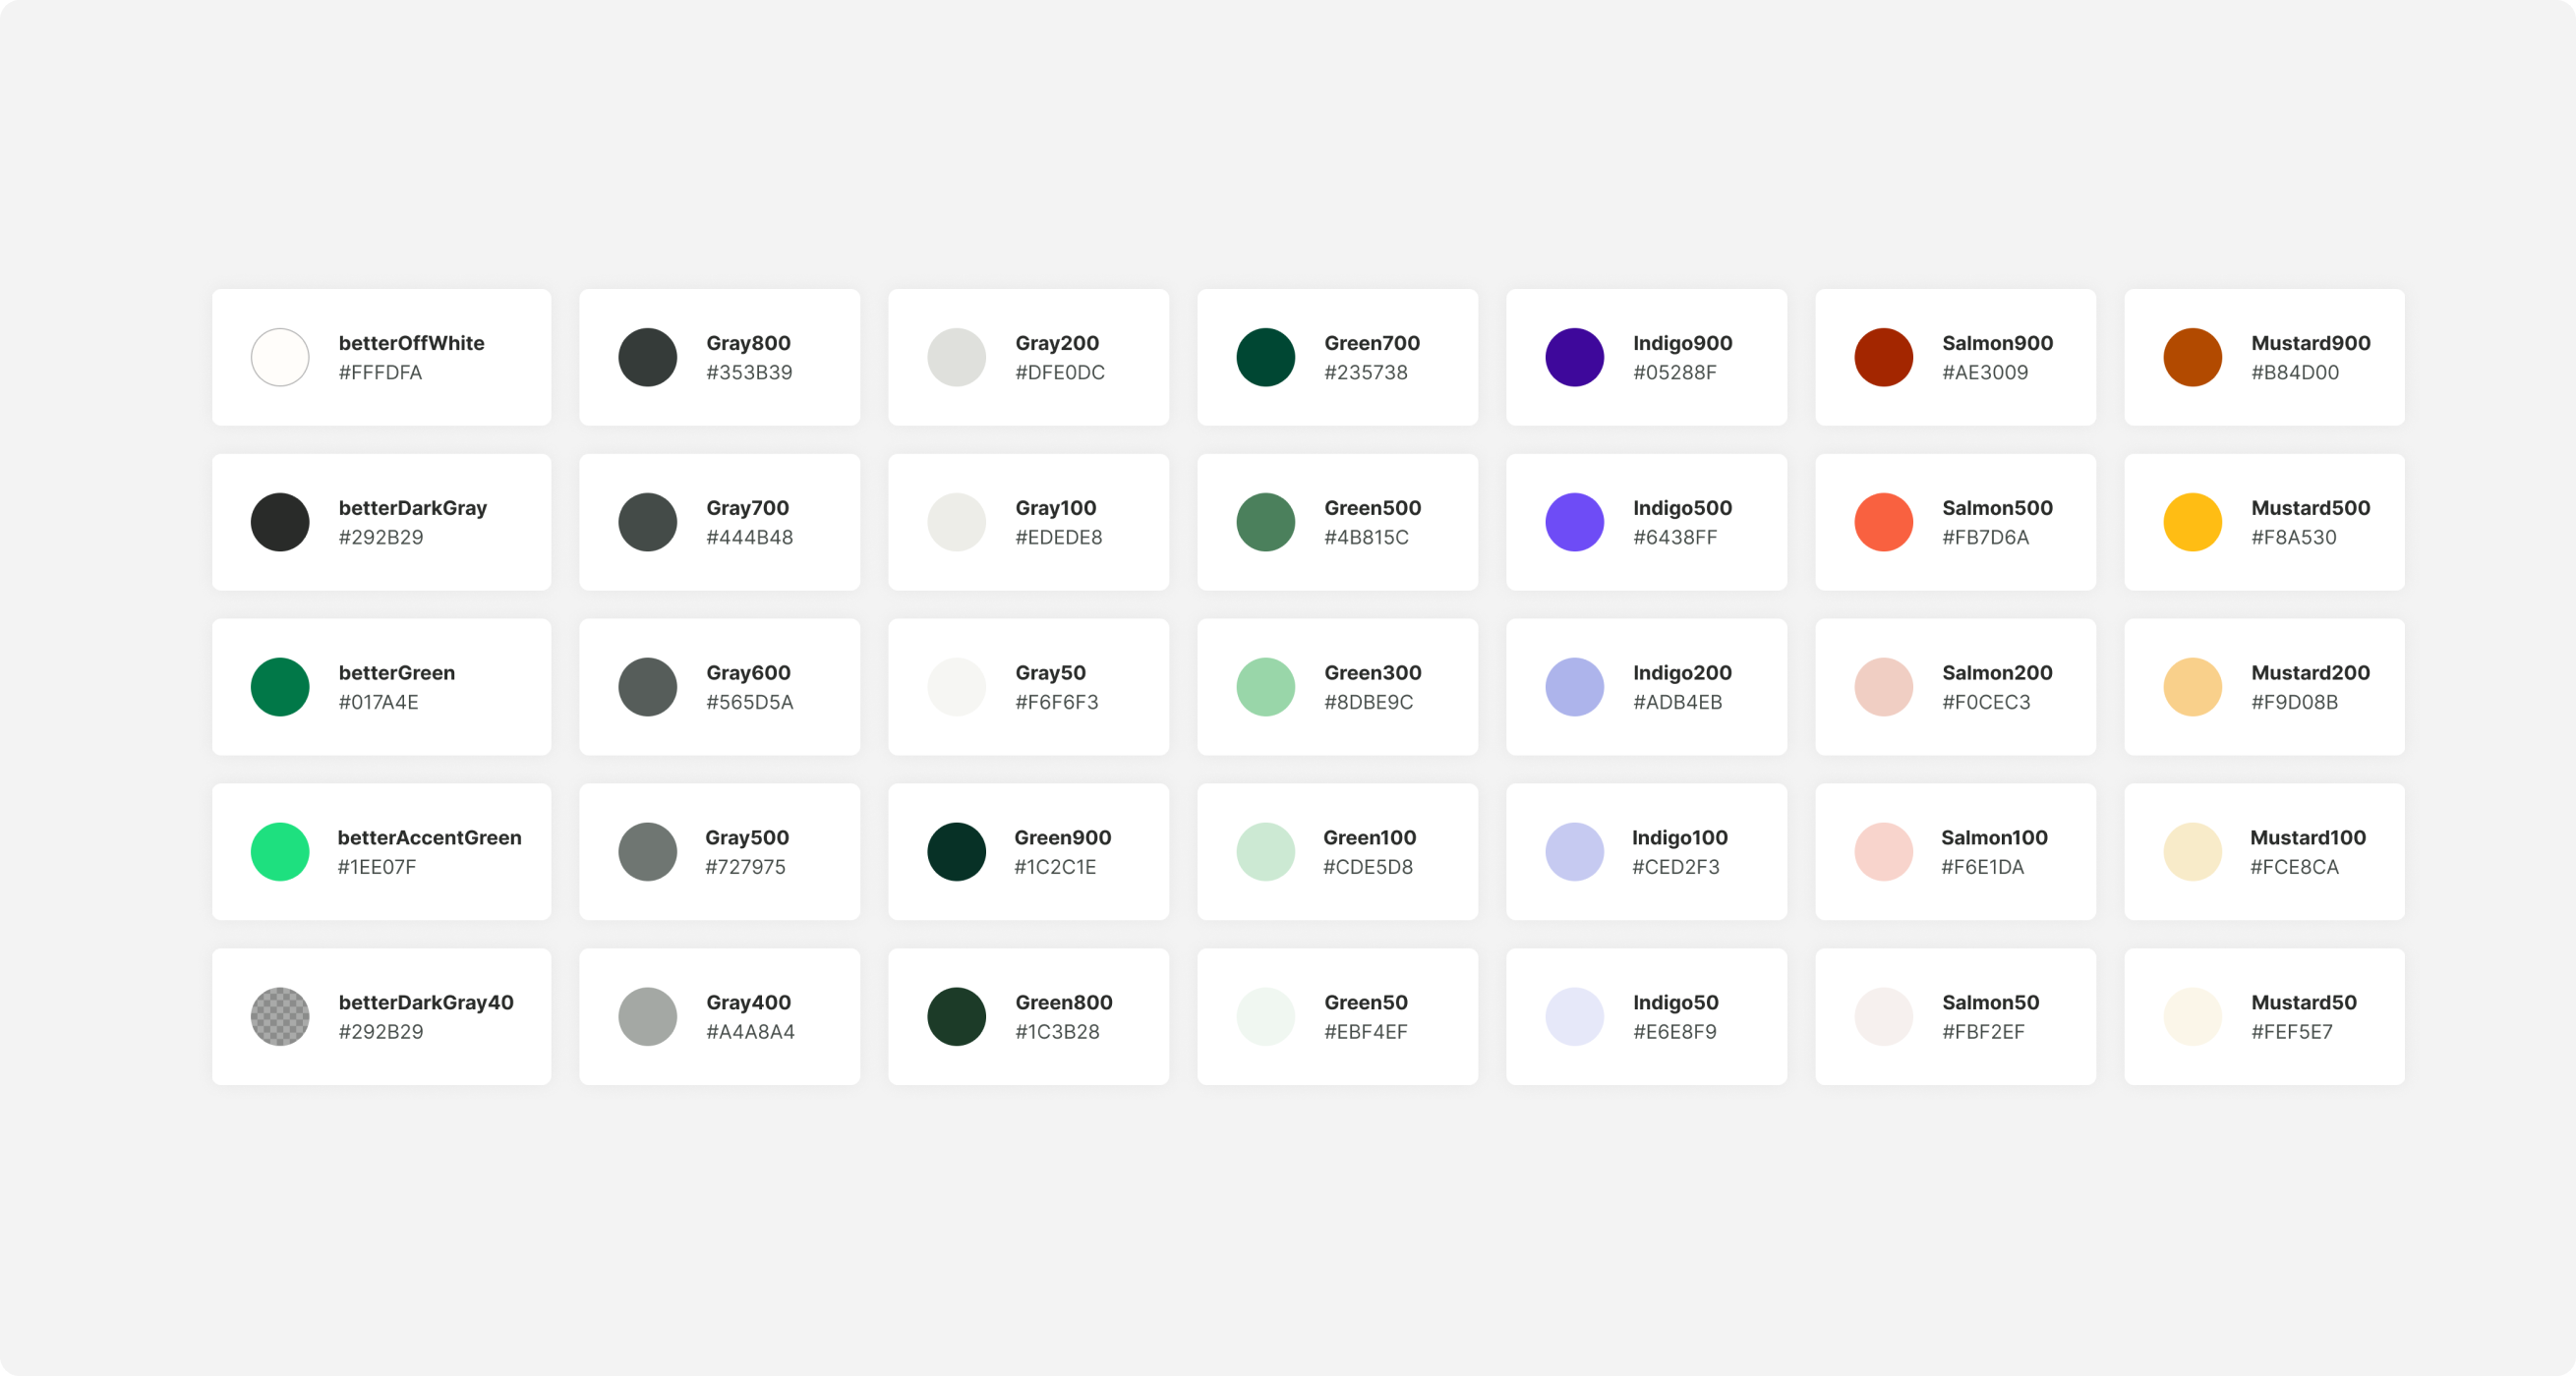 betterOffWhite
#FFFDFA
Gray800
#353B39
Gray200
#DFE0DC
Green700
#235738
Indigo900
#05288F
Salmon900
#AE3009
Mustard900
#B84D00
betterDarkGray
#292B29
Gray700
#444B48
Gray100
#EDEDE8
Green500
#4B815C
Indigo500
#6438FF
Salmon500
#FB7D6A
Mustard500
#F8A530
betterGreen
#017A4E
Gray600
#565D5A
Gray50
#F6F6F3
Green300
#8DBE9C
Indigo200
#ADB4EB
Salmon200
#F0CEC3
Mustard200
#F9D08B
betterAccentGreen
#1EE07F
Gray500
#727975
Green900
#1C2C1E
Green100
#CDE5D8
Indigo100
#CED2F3
Salmon100
#F6E1DA
Mustard100
#FCE8CA
betterDarkGray40
#292B29
Gray400
#A4A8A4
Green800
#1C3B28
Green50
#EBF4EF
Indigo50
#E6E8F9
Salmon50
#FBF2EF
Mustard50
#FEF5E7